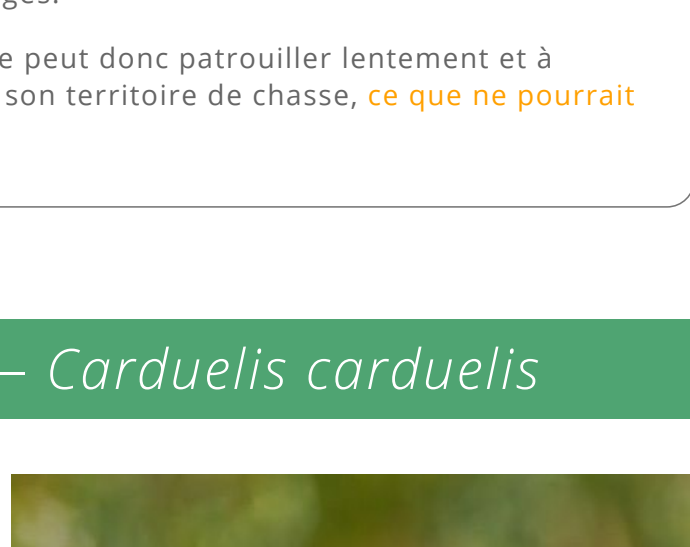 e peut donc patrouiller lentement et à
son territoire de chasse, ce que ne pourrait
— Carduelis carduelis